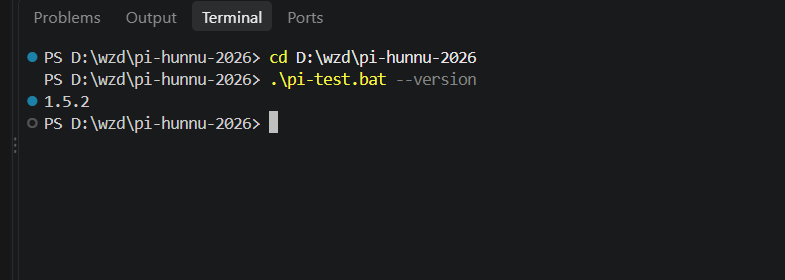 Problems Output Terminal Ports
PS D:\wzd\pi-hunnu-2026> cd D:\wzd\pi-hunnu-2026
PS D:\wzd\pi-hunnu-2026> .\pi-test.bat --version
1.5.2
PS D:\wzd\pi-hunnu-2026>